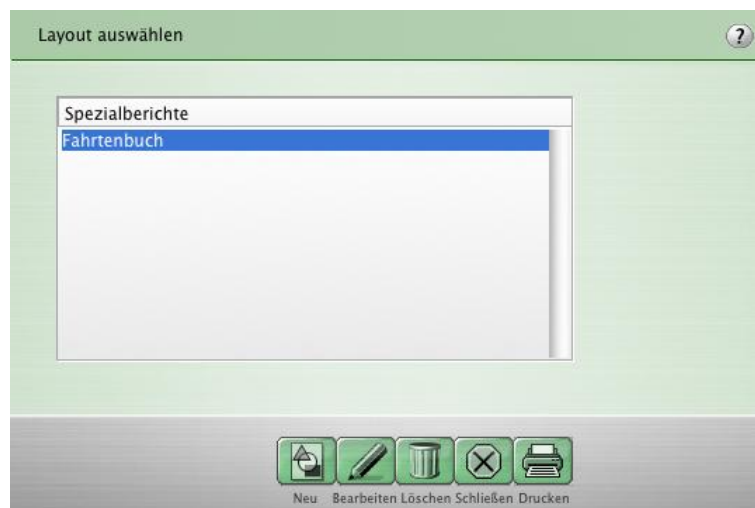 Layout auswählen
?
Spezialberichte
Fahrtenbuch
Neu Bearbeiten Löschen Schließen Drucken